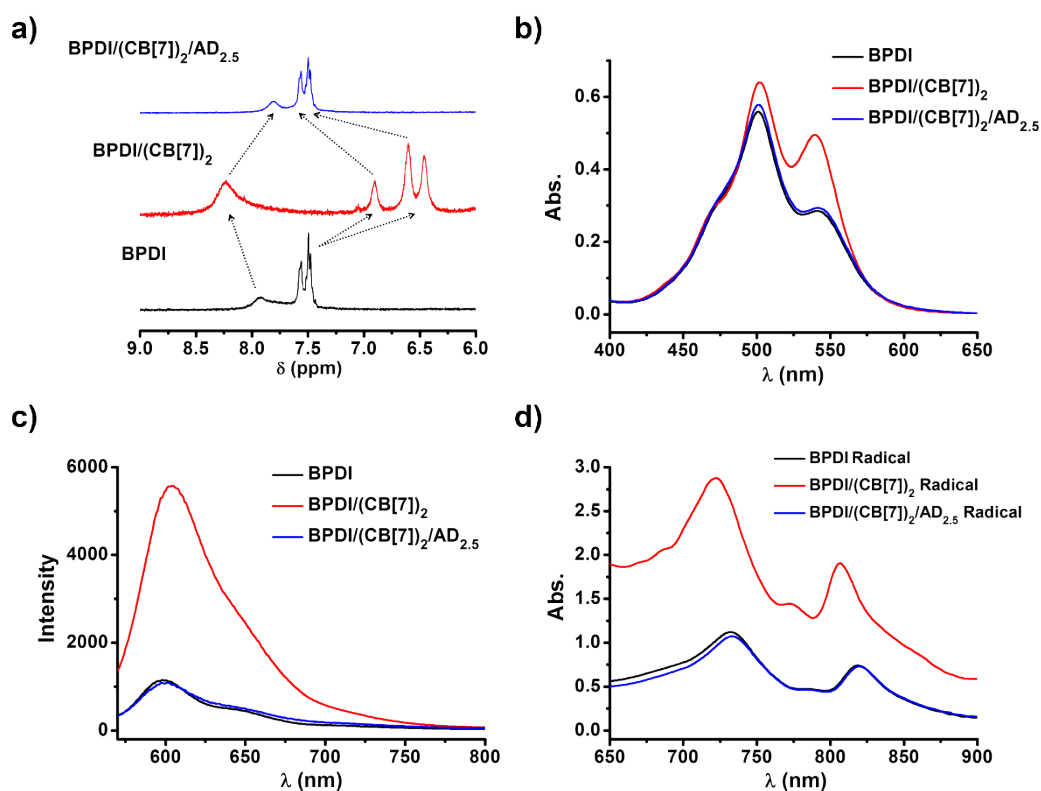 a)
BPDI/(CB[7])₂/AD₂.₅
BPDI/(CB[7])₂
BPDI
9.0 8.5 8.0 7.5 7.0 6.5 6.0
δ (ppm)
b)
BPDI
BPDI/(CB[7])₂
BPDI/(CB[7])₂/AD₂.₅
Abs.
0.6
0.4
0.2
0.0
400 450 500 550 600 650
λ (nm)
c)
BPDI
BPDI/(CB[7])₂
BPDI/(CB[7])₂/AD₂.₅
Intensity
6000
4000
2000
0
600 650 700 750 800
λ (nm)
d)
BPDI Radical
BPDI/(CB[7])₂ Radical
BPDI/(CB[7])₂/AD₂.₅ Radical
Abs.
3.0
2.5
2.0
1.5
1.0
0.5
0.0
650 700 750 800 850 900
λ (nm)